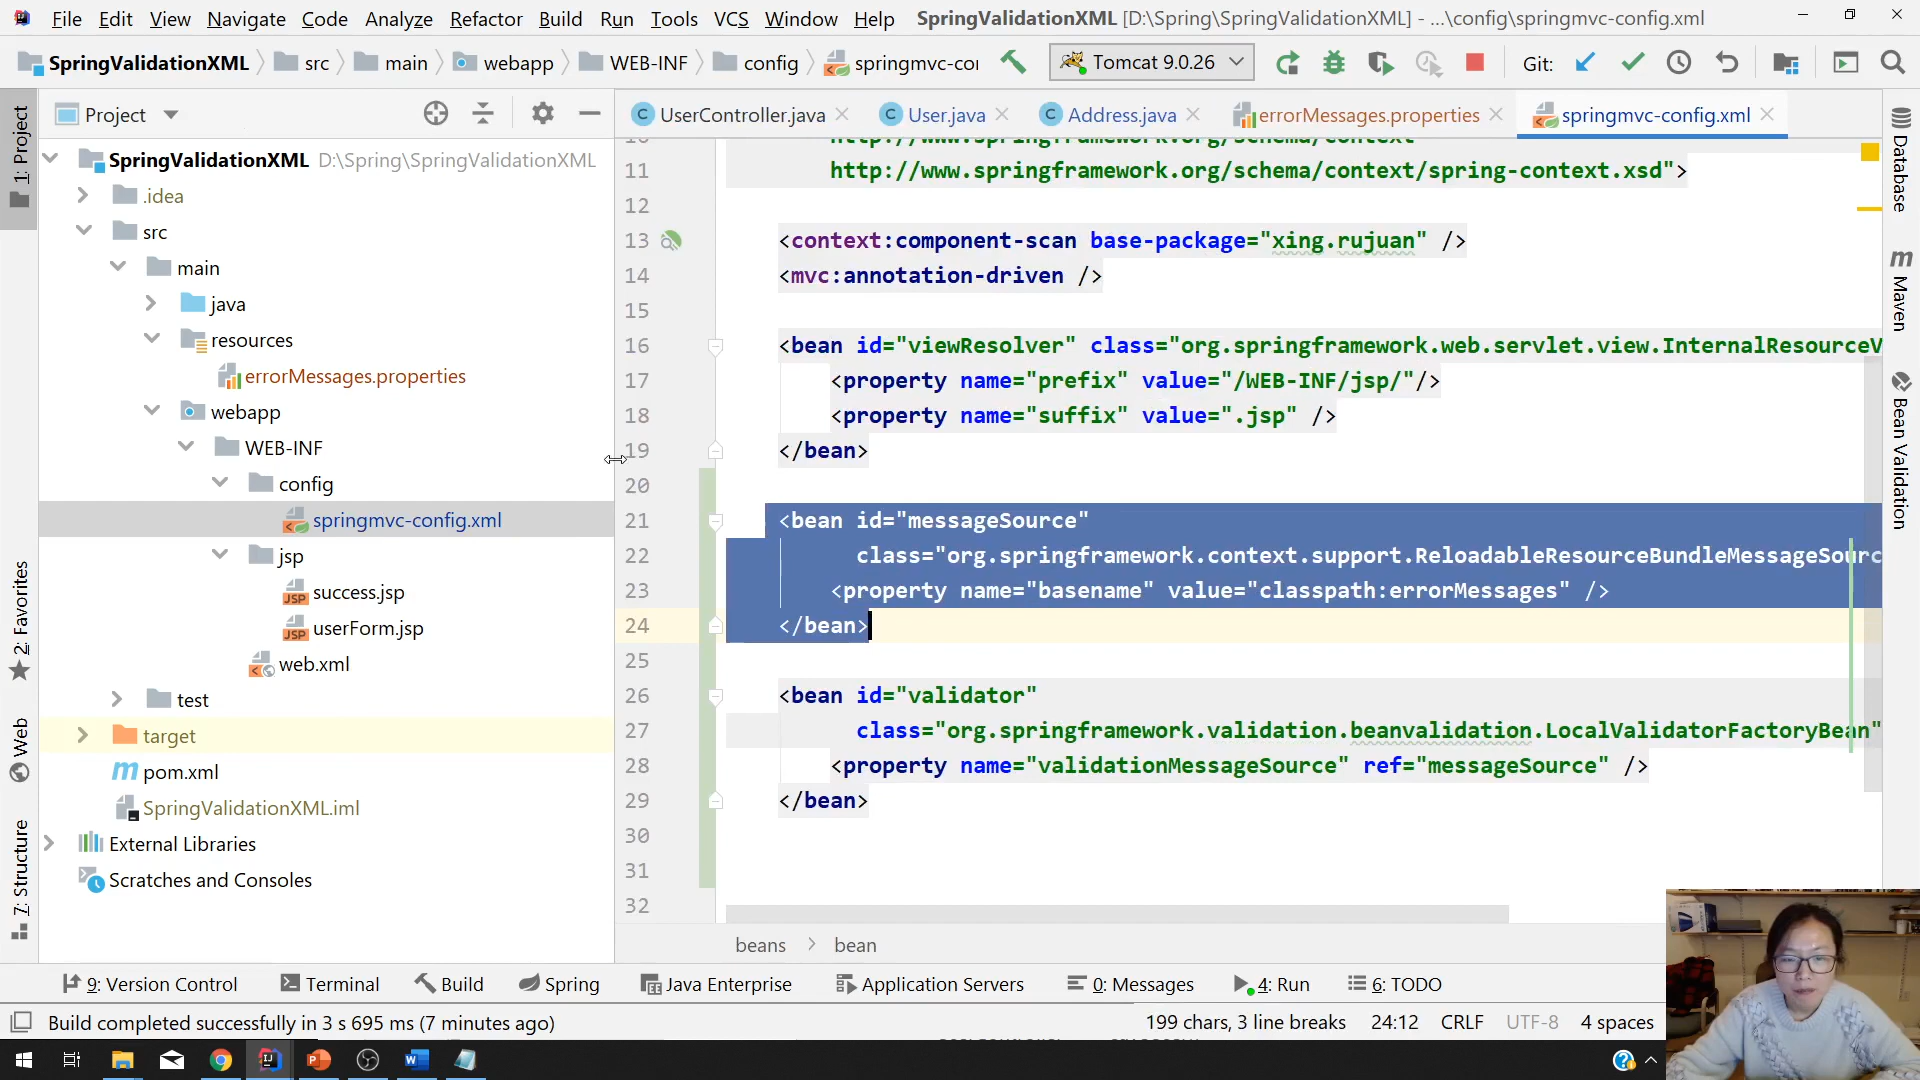 File Edit View Navigate Code Analyze Refactor Build Run Tools VCS Window Help SpringValidationXML [D:\Spring\SpringValidationXML] - ...\config\springmvc-config.xml
SpringValidationXML src main webapp WEB-INF config springmvc-coi Tomcat 9.0.26 Git:
Project
UserController.java User.java Address.java errorMessages.properties springmvc-config.xml
1: Project
2: Favorites
Web
7: Structure
SpringValidationXML D:\Spring\SpringValidationXML
.idea
src
main
java
resources
errorMessages.properties
webapp
WEB-INF
config
springmvc-config.xml
jsp
success.jsp
userForm.jsp
web.xml
test
target
pom.xml
SpringValidationXML.iml
External Libraries
Scratches and Consoles
10 http://www.springframework.org/schema/context
11 http://www.springframework.org/schema/context/spring-context.xsd">
12
13 <context:component-scan base-package="xing.rujuan" />
14 <mvc:annotation-driven />
15
16 <bean id="viewResolver" class="org.springframework.web.servlet.view.InternalResourceV
17 <property name="prefix" value="/WEB-INF/jsp/"/>
18 <property name="suffix" value=".jsp" />
19 </bean>
20
21 <bean id="messageSource"
22 class="org.springframework.context.support.ReloadableResourceBundleMessageSourc
23 <property name="basename" value="classpath:errorMessages" />
24 </bean>
25
26 <bean id="validator"
27 class="org.springframework.validation.beanvalidation.LocalValidatorFactoryBean"
28 <property name="validationMessageSource" ref="messageSource" />
29 </bean>
30
31
32
beans bean
Database
Maven
Bean Validation
9: Version Control Terminal Build Spring Java Enterprise Application Servers 0: Messages 4: Run 6: TODO
Build completed successfully in 3 s 695 ms (7 minutes ago) 199 chars, 3 line breaks 24:12 CRLF UTF-8 4 spaces